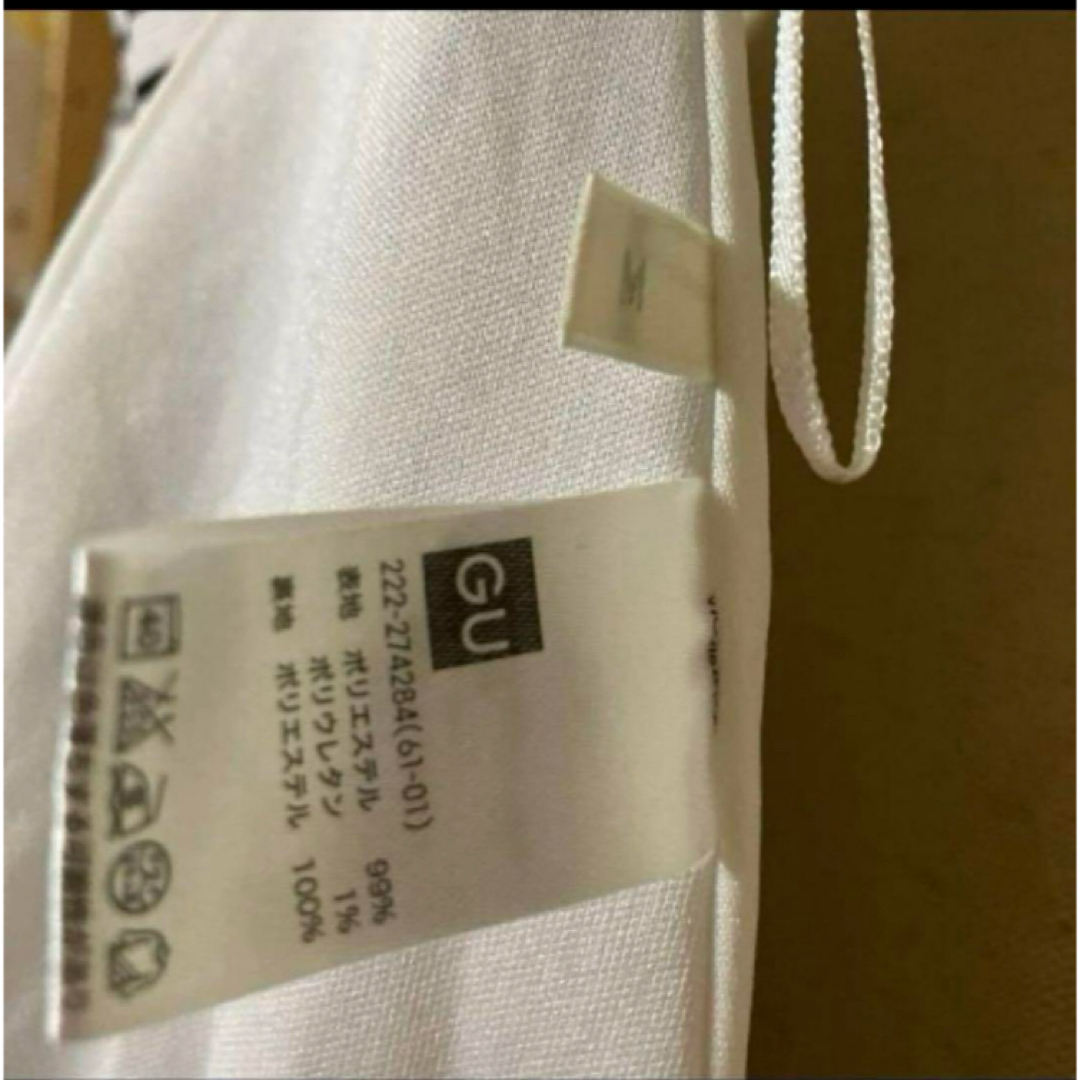 M
GU
222-274284(61-01)
表地 ポリエステル 99%
ポリウレタン 1%
裏地 ポリエステル 100%
40